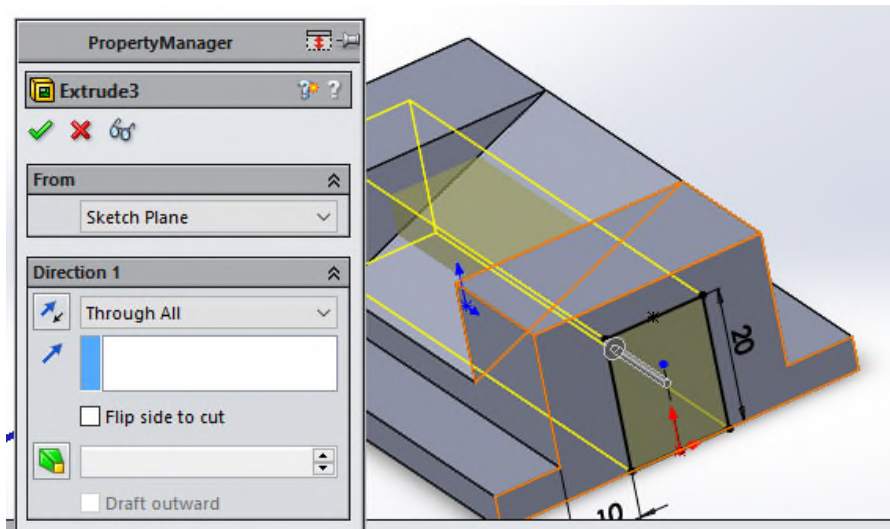 PropertyManager
Extrude3
?
From
Sketch Plane
Direction 1
Through All
Flip side to cut
Draft outward
20
10